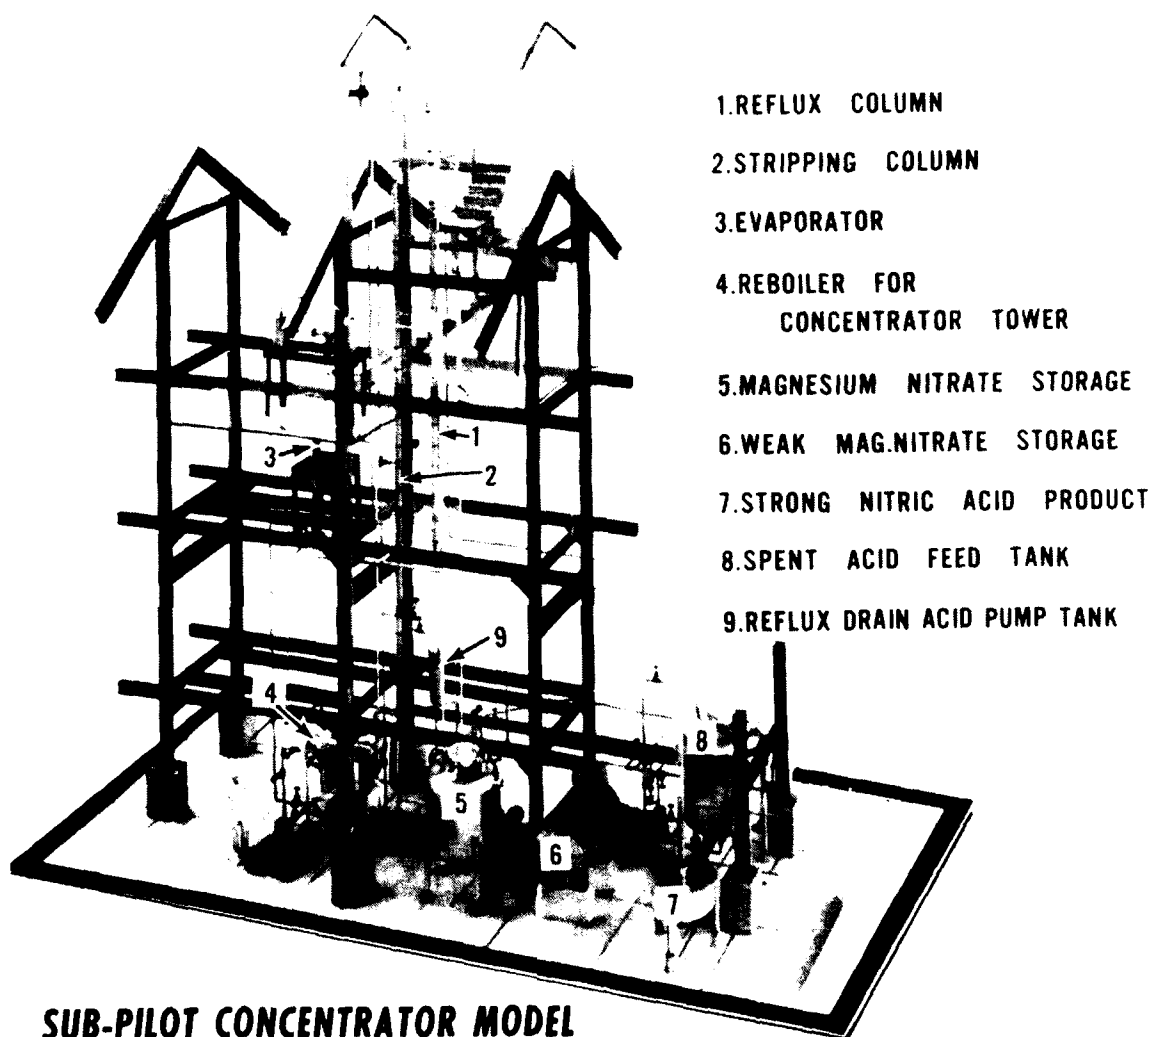 1.REFLUX COLUMN
2.STRIPPING COLUMN
3.EVAPORATOR
4.REBOILER FOR
CONCENTRATOR TOWER
5.MAGNESIUM NITRATE STORAGE
6.WEAK MAG.NITRATE STORAGE
7.STRONG NITRIC ACID PRODUCT
8.SPENT ACID FEED TANK
9.REFLUX DRAIN ACID PUMP TANK
1
3
2
9
4
8
5
6
7
SUB-PILOT CONCENTRATOR MODEL